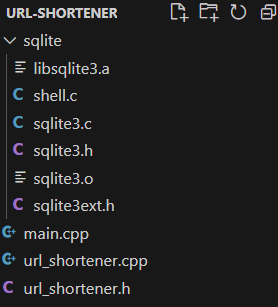 URL-SHORTENER
sqlite
libsqlite3.a
C shell.c
C sqlite3.c
C sqlite3.h
sqlite3.o
C sqlite3ext.h
C++ main.cpp
C++ url_shortener.cpp
C url_shortener.h